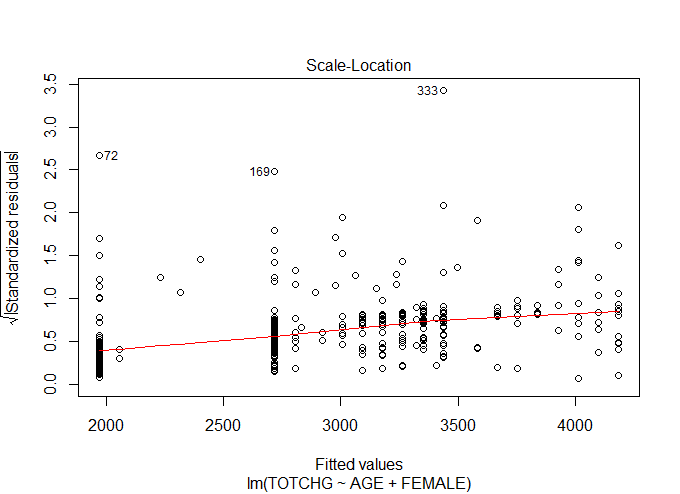 Scale-Location
√|Standardized residuals|
3.5
3.0
2.5
2.0
1.5
1.0
0.5
0.0
333
72
169
2000 2500 3000 3500 4000
Fitted values
lm(TOTCHG ~ AGE + FEMALE)